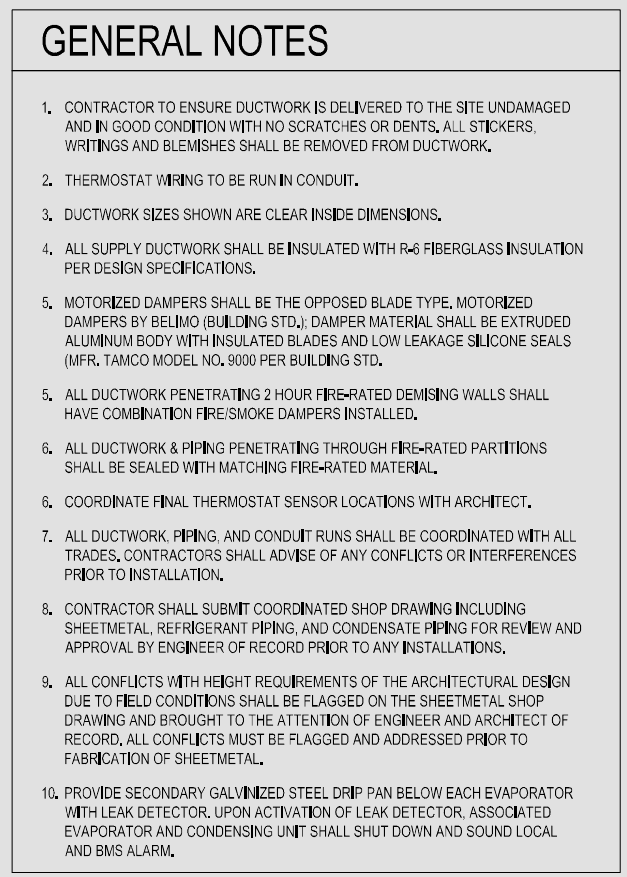 GENERAL NOTES
1. CONTRACTOR TO ENSURE DUCTWORK IS DELIVERED TO THE SITE UNDAMAGED
AND IN GOOD CONDITION WITH NO SCRATCHES OR DENTS. ALL STICKERS,
WRITINGS AND BLEMISHES SHALL BE REMOVED FROM DUCTWORK.
2. THERMOSTAT WIRING TO BE RUN IN CONDUIT.
3. DUCTWORK SIZES SHOWN ARE CLEAR INSIDE DIMENSIONS.
4. ALL SUPPLY DUCTWORK SHALL BE INSULATED WITH R-6 FIBERGLASS INSULATION
PER DESIGN SPECIFICATIONS.
5. MOTORIZED DAMPERS SHALL BE THE OPPOSED BLADE TYPE. MOTORIZED
DAMPERS BY BELIMO (BUILDING STD.); DAMPER MATERIAL SHALL BE EXTRUDED
ALUMINUM BODY WITH INSULATED BLADES AND LOW LEAKAGE SILICONE SEALS
(MFR. TAMCO MODEL NO. 9000 PER BUILDING STD.
5. ALL DUCTWORK PENETRATING 2 HOUR FIRE-RATED DEMISING WALLS SHALL
HAVE COMBINATION FIRE/SMOKE DAMPERS INSTALLED.
6. ALL DUCTWORK & PIPING PENETRATING THROUGH FIRE-RATED PARTITIONS
SHALL BE SEALED WITH MATCHING FIRE-RATED MATERIAL.
6. COORDINATE FINAL THERMOSTAT SENSOR LOCATIONS WITH ARCHITECT.
7. ALL DUCTWORK, PIPING, AND CONDUIT RUNS SHALL BE COORDINATED WITH ALL
TRADES. CONTRACTORS SHALL ADVISE OF ANY CONFLICTS OR INTERFERENCES
PRIOR TO INSTALLATION.
8. CONTRACTOR SHALL SUBMIT COORDINATED SHOP DRAWING INCLUDING
SHEETMETAL, REFRIGERANT PIPING, AND CONDENSATE PIPING FOR REVIEW AND
APPROVAL BY ENGINEER OF RECORD PRIOR TO ANY INSTALLATIONS.
9. ALL CONFLICTS WITH HEIGHT REQUIREMENTS OF THE ARCHITECTURAL DESIGN
DUE TO FIELD CONDITIONS SHALL BE FLAGGED ON THE SHEETMETAL SHOP
DRAWING AND BROUGHT TO THE ATTENTION OF ENGINEER AND ARCHITECT OF
RECORD. ALL CONFLICTS MUST BE FLAGGED AND ADDRESSED PRIOR TO
FABRICATION OF SHEETMETAL.
10. PROVIDE SECONDARY GALVINIZED STEEL DRIP PAN BELOW EACH EVAPORATOR
WITH LEAK DETECTOR. UPON ACTIVATION OF LEAK DETECTOR, ASSOCIATED
EVAPORATOR AND CONDENSING UNIT SHALL SHUT DOWN AND SOUND LOCAL
AND BMS ALARM.